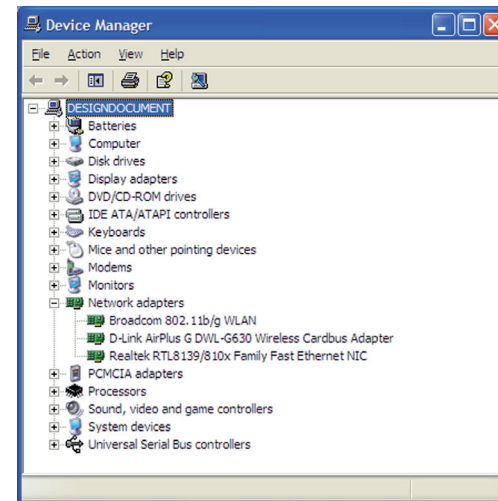 Device Manager
File Action View Help
DESIGNDOCUMENT
Batteries
Computer
Disk drives
Display adapters
DVD/CD-ROM drives
IDE ATA/ATAPI controllers
Keyboards
Mice and other pointing devices
Modems
Monitors
Network adapters
Broadcom 802.11b/g WLAN
D-Link AirPlus G DWL-G630 Wireless Cardbus Adapter
Realtek RTL8139/810x Family Fast Ethernet NIC
PCMCIA adapters
Processors
Sound, video and game controllers
System devices
Universal Serial Bus controllers